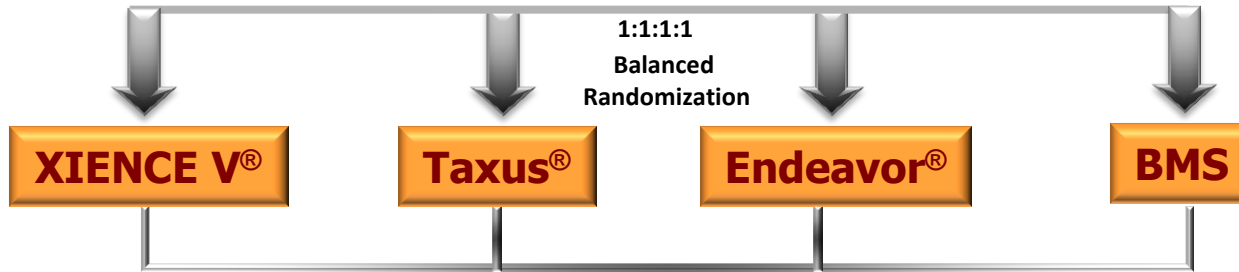 1:1:1:1
Balanced
Randomization
XIENCE V®
Taxus®
Endeavor®
BMS